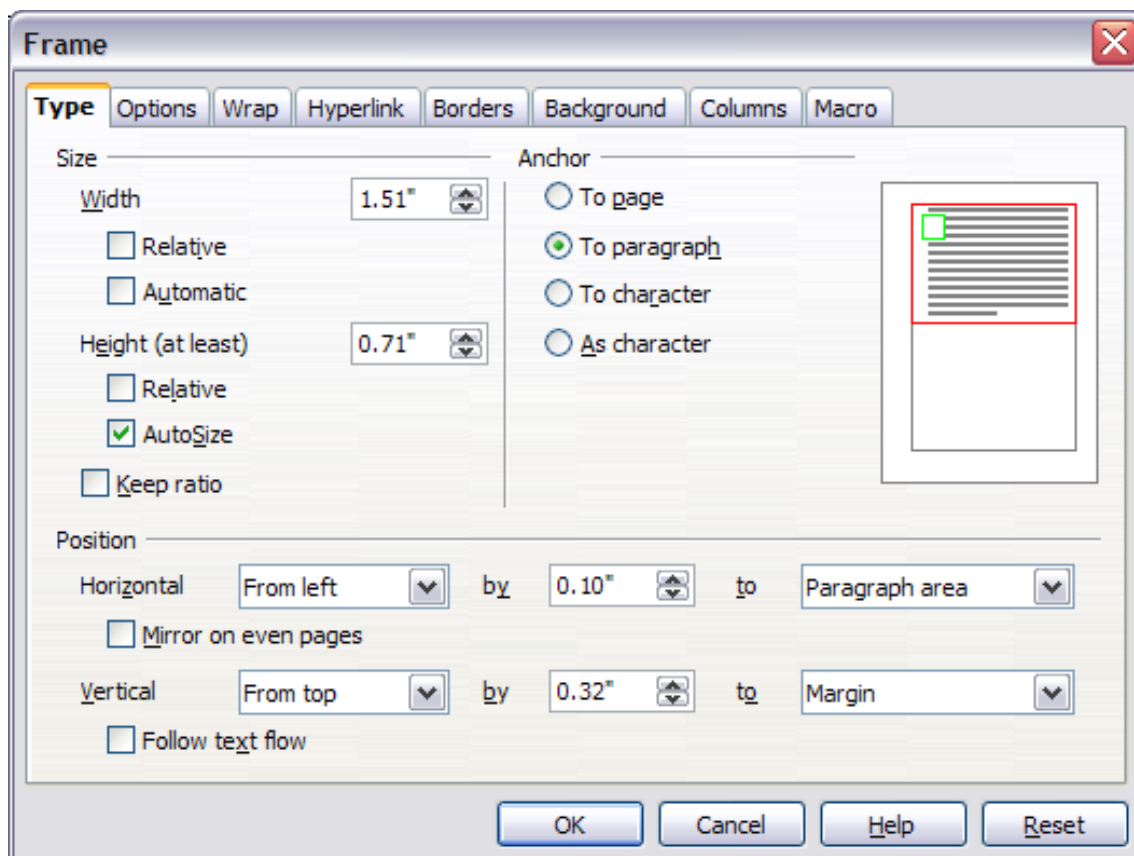 Frame
Type Options Wrap Hyperlink Borders Background Columns Macro
Size
Width 1.51"
Relative
Automatic
Height (at least) 0.71"
Relative
AutoSize
Keep ratio
Anchor
To page
To paragraph
To character
As character
Position
Horizontal From left by 0.10" to Paragraph area
Mirror on even pages
Vertical From top by 0.32" to Margin
Follow text flow
OK Cancel Help Reset